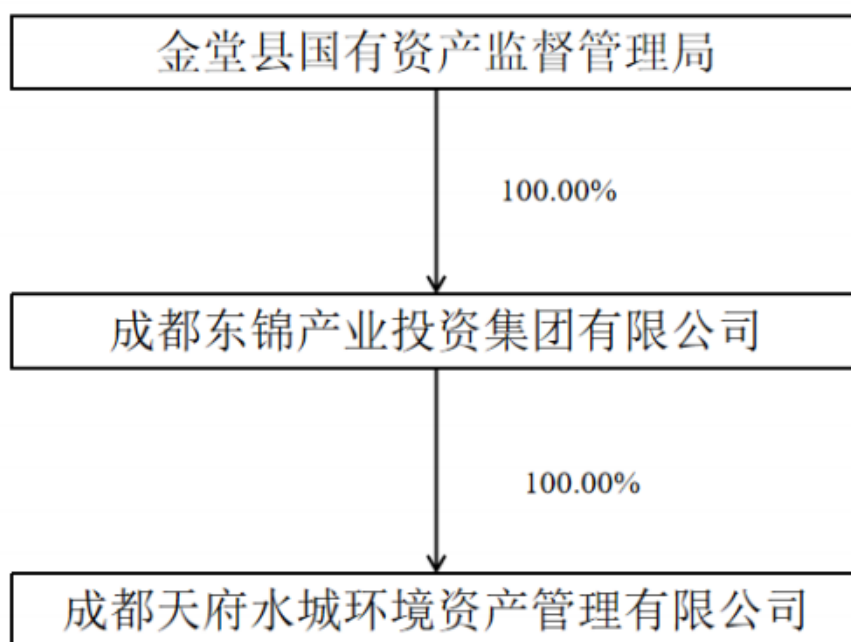 金堂县国有资产监督管理局
100.00%
成都东锦产业投资集团有限公司
100.00%
成都天府水城环境资产管理有限公司